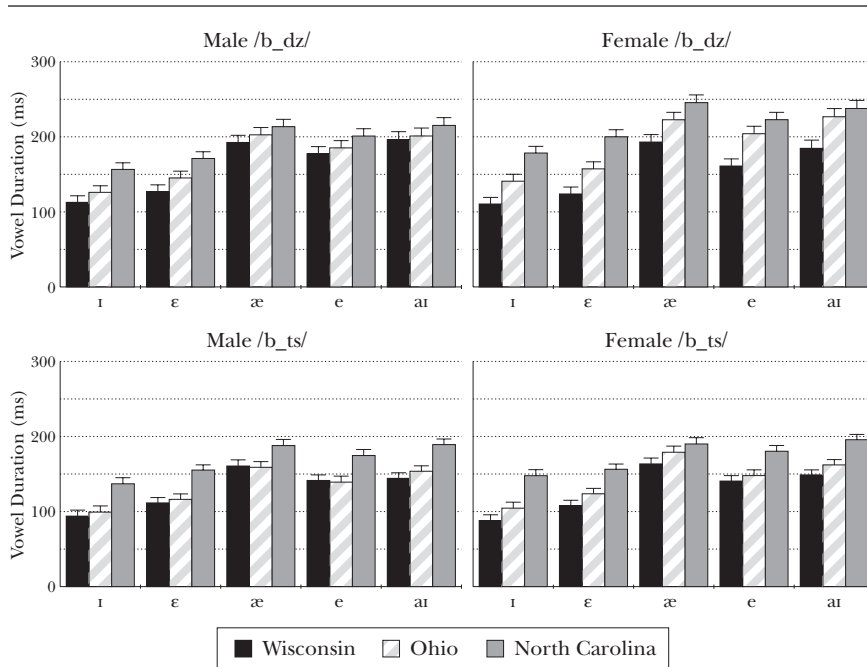 Male /b_dz/
Female /b_dz/
Vowel Duration (ms)
300
200
100
0
ɪ ɛ æ e aɪ
ɪ ɛ æ e aɪ
Male /b_ts/
Female /b_ts/
Vowel Duration (ms)
300
200
100
0
ɪ ɛ æ e aɪ
ɪ ɛ æ e aɪ
Wisconsin Ohio North Carolina